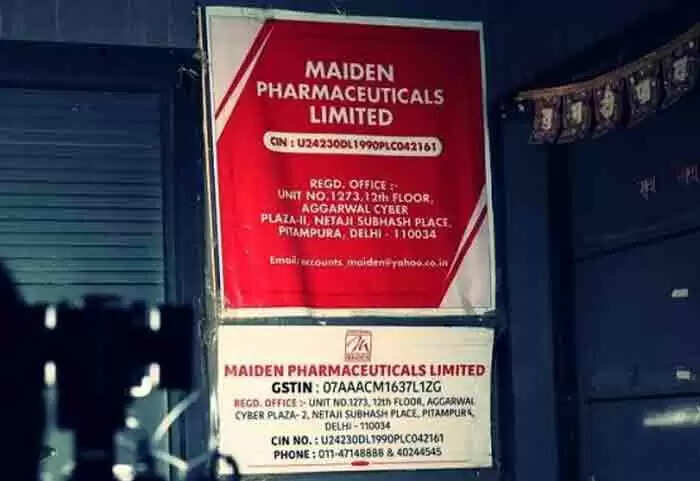 MAIDEN
PHARMACEUTICALS
LIMITED
CIN : U24230DL1990PLC042161
REGD. OFFICE :-
UNIT NO.1273,12th FLOOR,
AGGARWAL CYBER
PLAZA-II, NETAJI SUBHASH PLACE,
PITAMPURA, DELHI - 110034
Email:accounts_maiden@yahoo.co.in
MAIDEN PHARMACEUTICALS LIMITED
GSTIN : 07AAACM1637L1ZG
REGD. OFFICE :- UNIT NO.1273, 12th FLOOR, AGGARWAL
CYBER PLAZA- 2, NETAJI SUBHASH PLACE, PITAMPURA,
DELHI - 110034
CIN NO. : U24230DL1990PLC042161
PHONE : 011-47148888 & 40244545